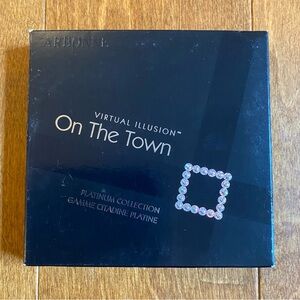 ARBONNE
VIRTUAL ILLUSION™
On The Town
PLATINUM COLLECTION
GAMME CITADINE PLATINE